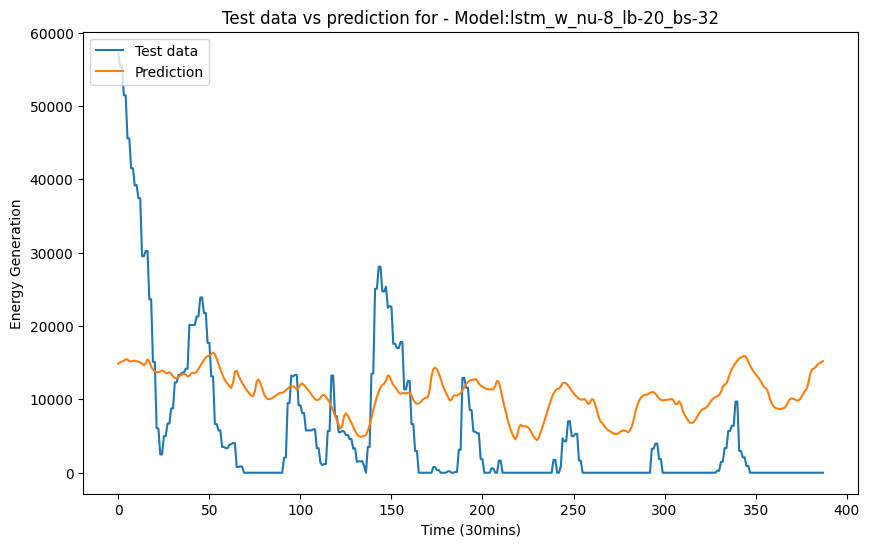 Test data vs prediction for - Model:lstm_w_nu-8_lb-20_bs-32
60000
50000
40000
30000
20000
10000
0
Energy Generation
Test data
Prediction
0 50 100 150 200 250 300 350 400
Time (30mins)